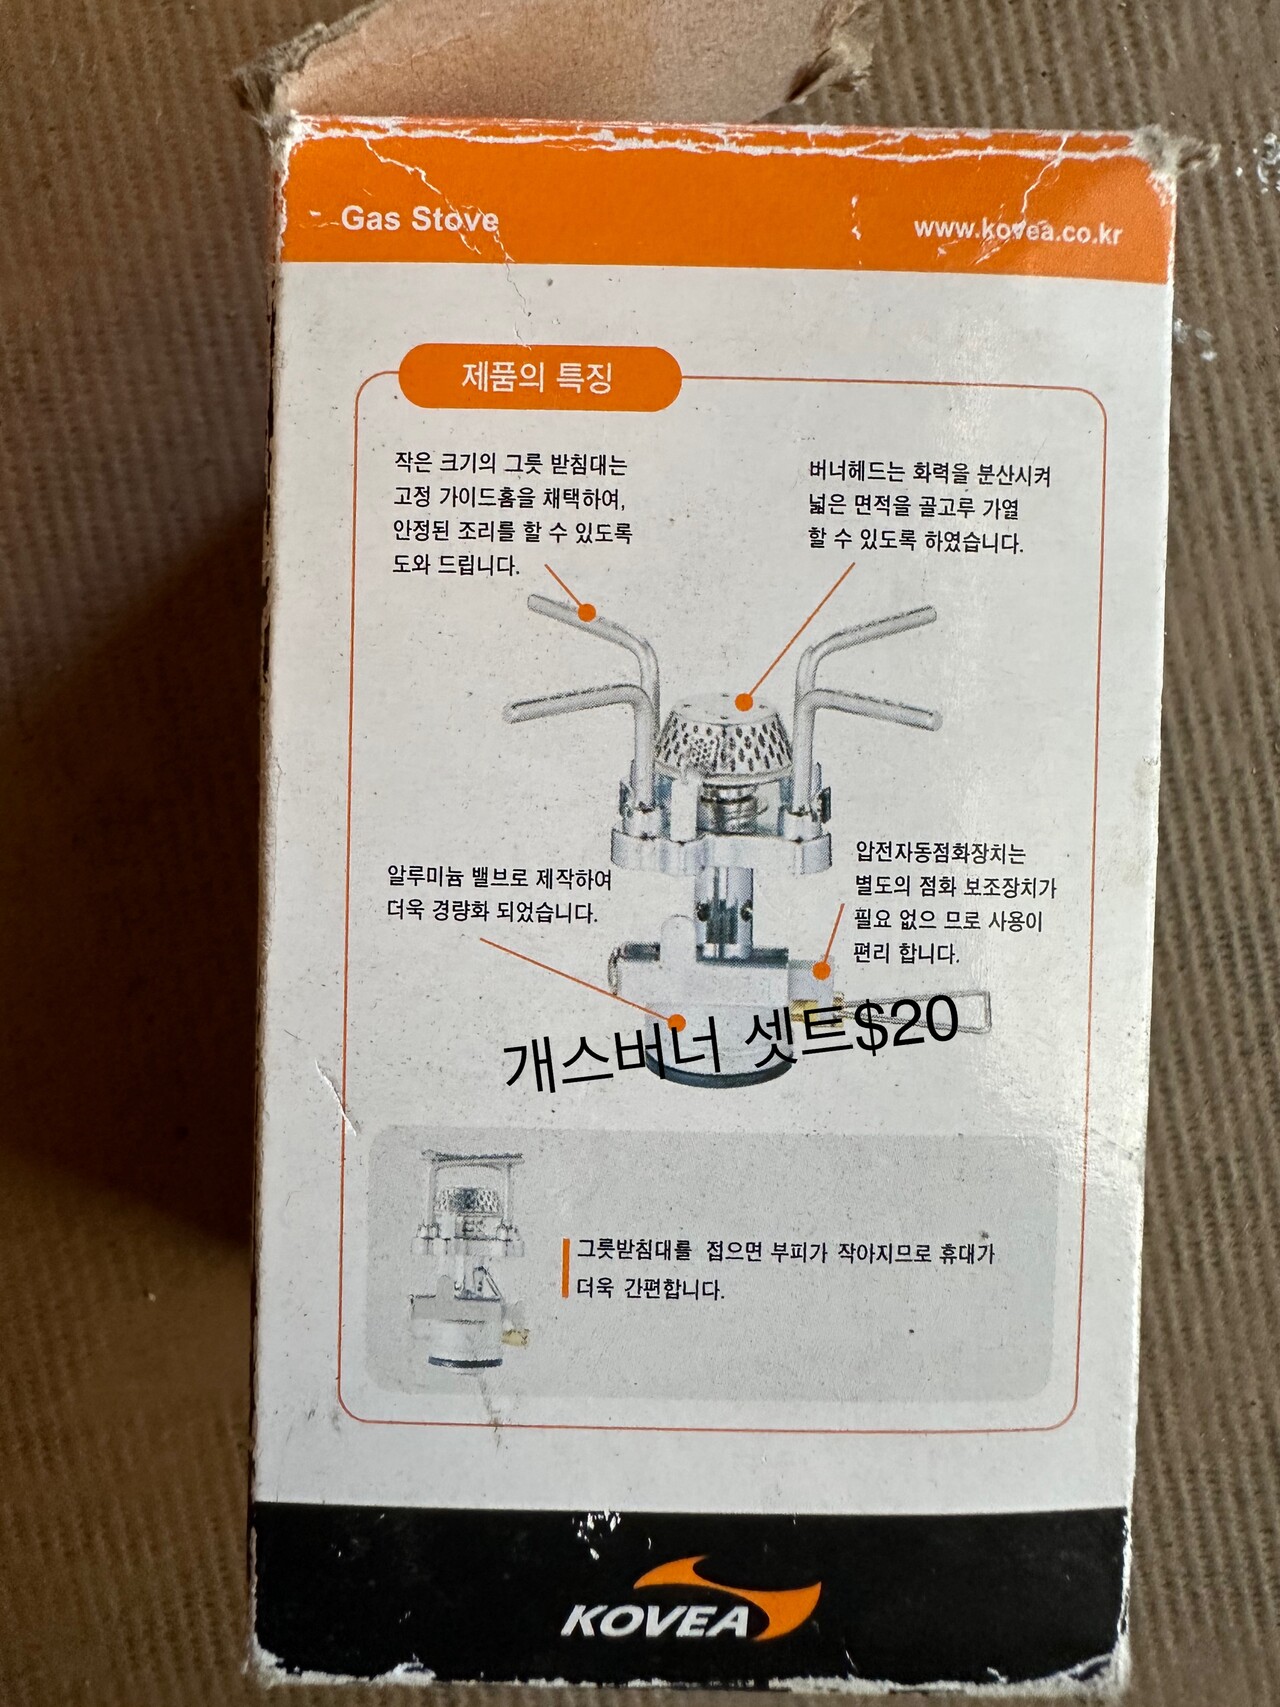 Gas Stove
www.kovea.co.kr
제품의 특징
작은 크기의 그릇 받침대는
고정 가이드홈을 채택하여,
안정된 조리를 할 수 있도록
도와 드립니다.
버너헤드는 화력을 분산시켜
넓은 면적을 골고루 가열
할 수 있도록 하였습니다.
알루미늄 밸브로 제작하여
더욱 경량화 되었습니다.
압전자동점화장치는
별도의 점화 보조장치가
필요 없으 므로 사용이
편리 합니다.
개스버너 셋트$20
그릇받침대를 접으면 부피가 작아지므로 휴대가
더욱 간편합니다.
KOVEA